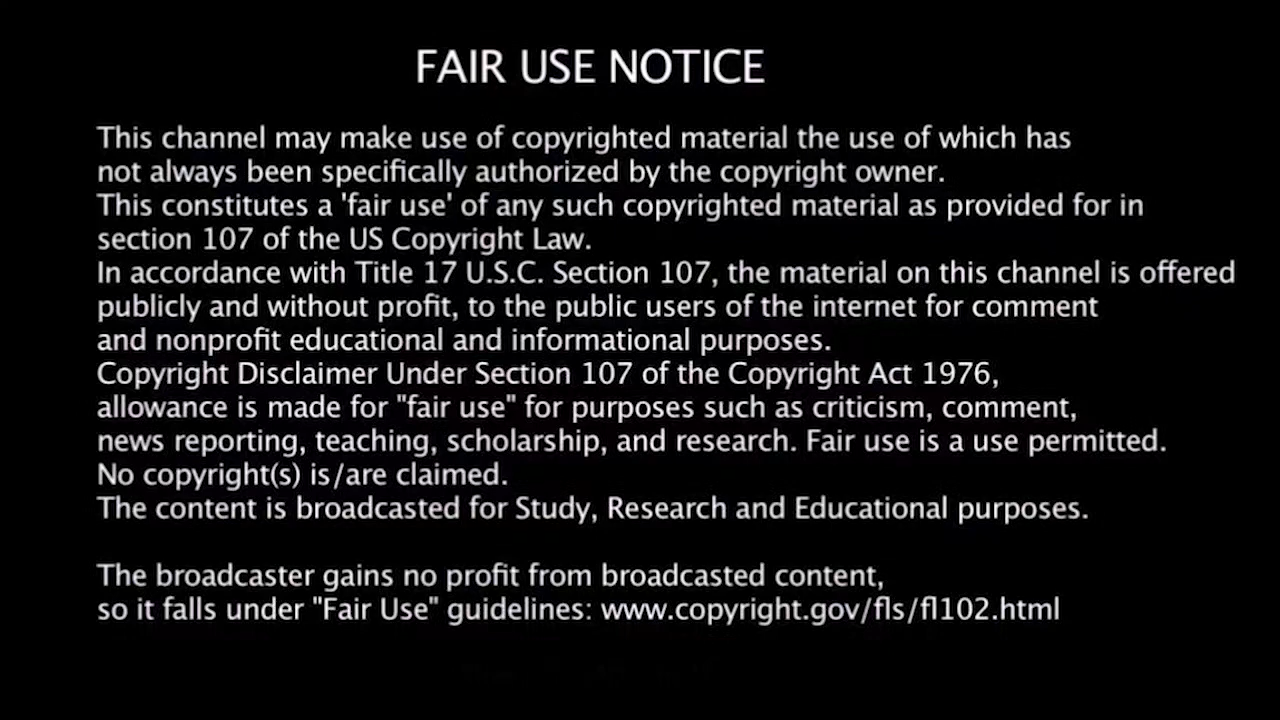 FAIR USE NOTICE
This channel may make use of copyrighted material the use of which has
not always been specifically authorized by the copyright owner.
This constitutes a 'fair use' of any such copyrighted material as provided for in
section 107 of the US Copyright Law.
In accordance with Title 17 U.S.C. Section 107, the material on this channel is offered
publicly and without profit, to the public users of the internet for comment
and nonprofit educational and informational purposes.
Copyright Disclaimer Under Section 107 of the Copyright Act 1976,
allowance is made for "fair use" for purposes such as criticism, comment,
news reporting, teaching, scholarship, and research. Fair use is a use permitted.
No copyright(s) is/are claimed.
The content is broadcasted for Study, Research and Educational purposes.
The broadcaster gains no profit from broadcasted content,
so it falls under "Fair Use" guidelines: www.copyright.gov/fls/fl102.html